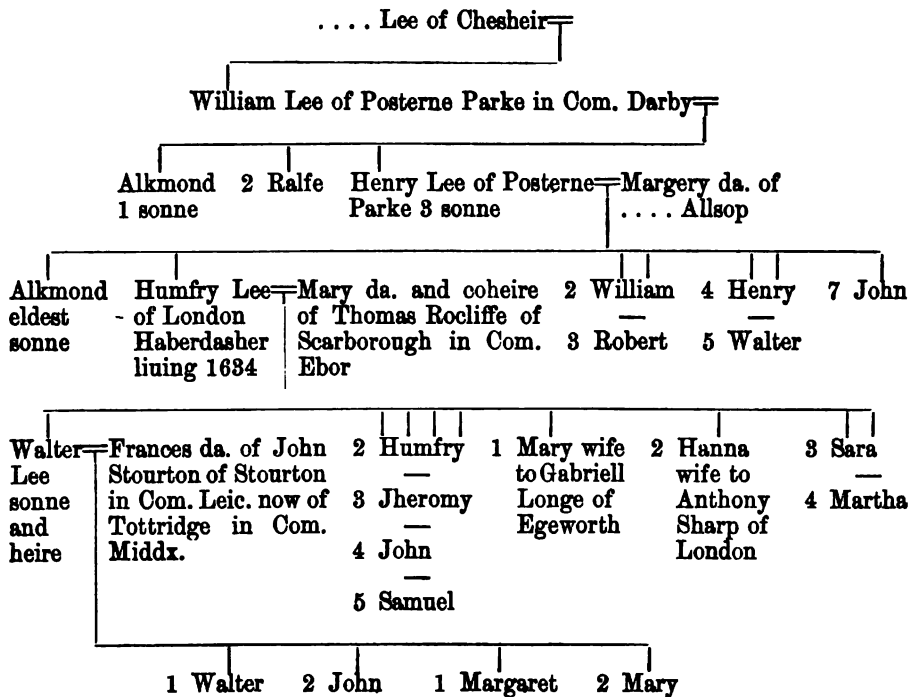 . . . . Lee of Chesheir
William Lee of Posterne Parke in Com. Darby
Alkmond
1 sonne
2 Ralfe
Henry Lee of Posterne
Parke 3 sonne
Margery da. of
. . . . Allsop
Alkmond
eldest
sonne
Humfry Lee
of London
Haberdasher
liuing 1634
Mary da. and coheire
of Thomas Rocliffe of
Scarborough in Com.
Ebor
2 William
3 Robert
4 Henry
5 Walter
7 John
Walter
Lee
sonne
and
heire
Frances da. of John
Stourton of Stourton
in Com. Leic. now of
Tottridge in Com.
Middx.
2 Humfry
3 Jheromy
4 John
5 Samuel
1 Mary wife
to Gabriell
Longe of
Egeworth
2 Hanna
wife to
Anthony
Sharp of
London
3 Sara
4 Martha
1 Walter
2 John
1 Margaret
2 Mary